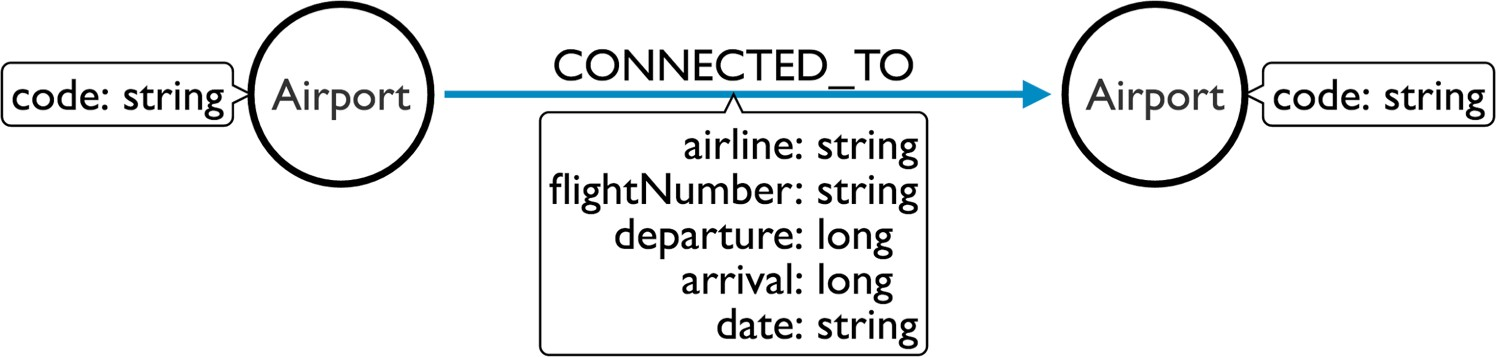 CONNECTED_TO
code: string
Airport
Airport
code: string
airline: string
flightNumber: string
departure: long
arrival: long
date: string